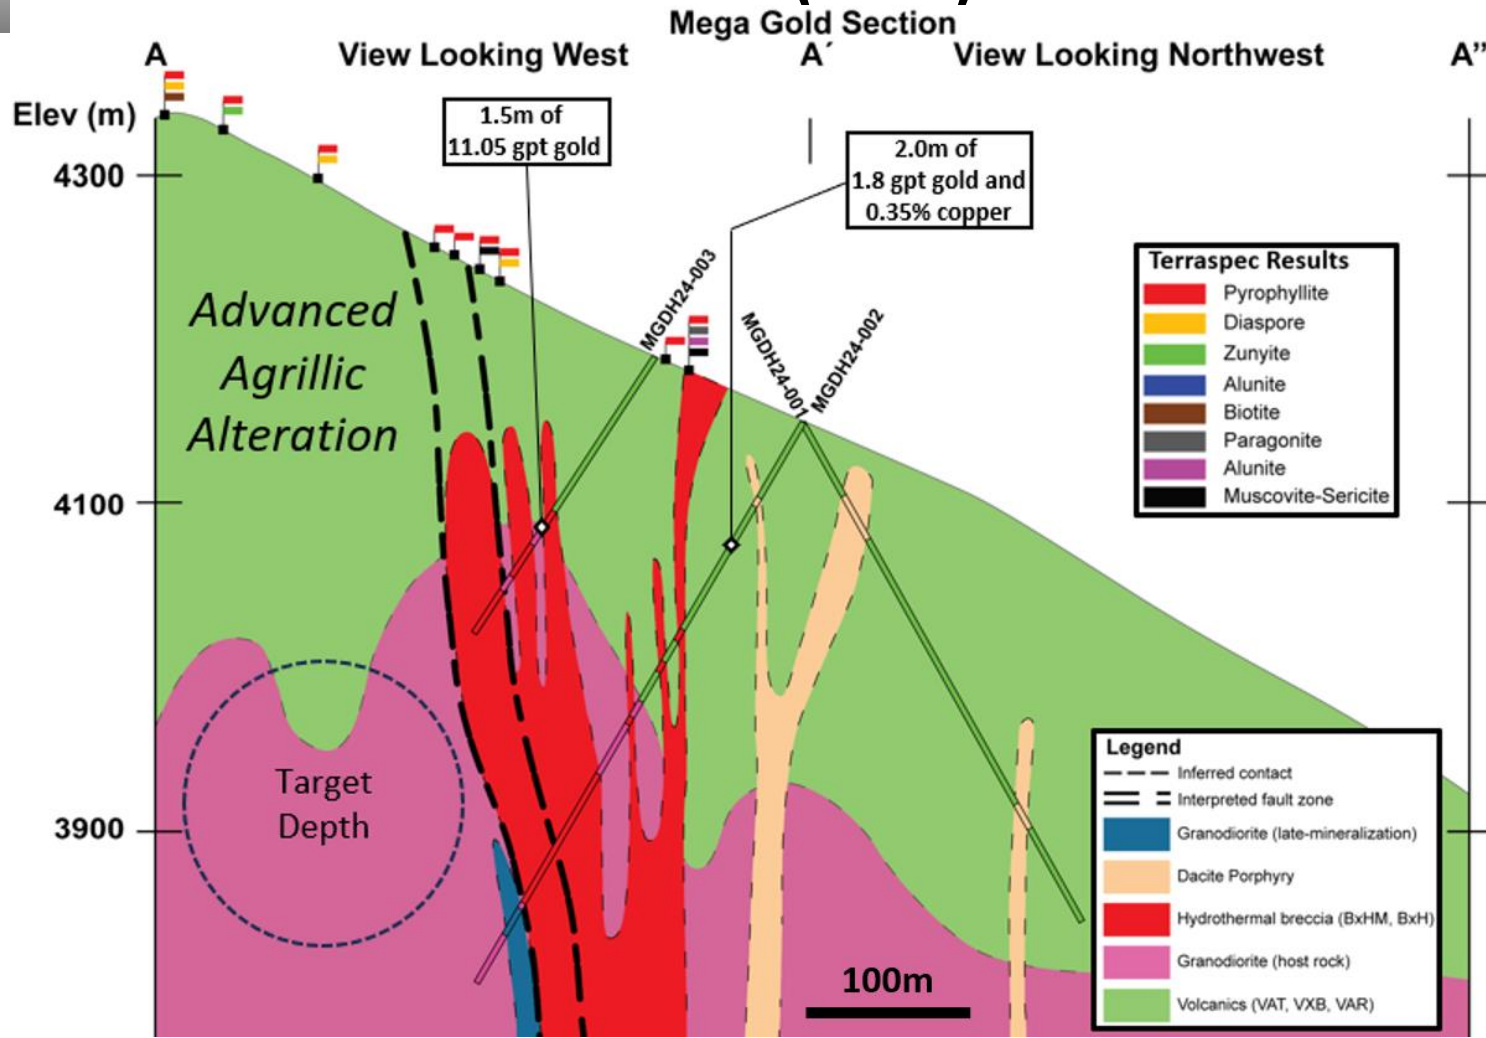 Mega Gold Section
A
View Looking West
A´
View Looking Northwest
A"
Elev (m)
4300
4100
3900
1.5m of
11.05 gpt gold
2.0m of
1.8 gpt gold and
0.35% copper
MGDH24-003
MGDH24-001
MGDH24-002
Advanced
Agrillic
Alteration
Terraspec Results
Pyrophyllite
Diaspore
Zunyite
Alunite
Biotite
Paragonite
Alunite
Muscovite-Sericite
Target
Depth
100m
Legend
Inferred contact
Interpreted fault zone
Granodiorite (late-mineralization)
Dacite Porphyry
Hydrothermal breccia (BxHM, BxH)
Granodiorite (host rock)
Volcanics (VAT, VXB, VAR)